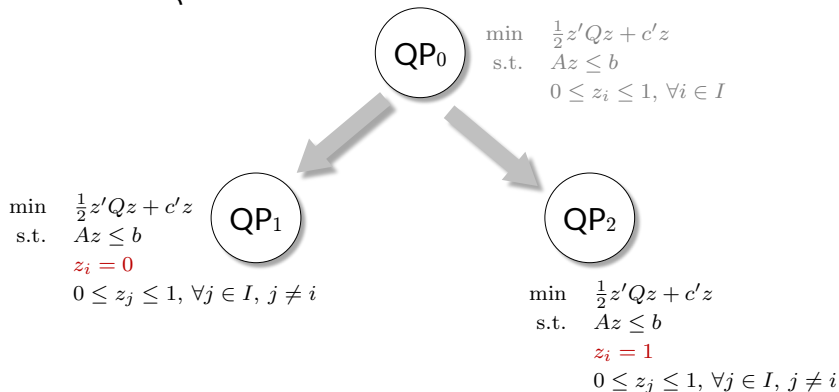 QP₀
min ½z′Qz + c′z
s.t. Az ≤ b
0 ≤ zᵢ ≤ 1, ∀i ∈ I
QP₁
min ½z′Qz + c′z
s.t. Az ≤ b
zᵢ = 0
0 ≤ zⱼ ≤ 1, ∀j ∈ I, j ≠ i
QP₂
min ½z′Qz + c′z
s.t. Az ≤ b
zᵢ = 1
0 ≤ zⱼ ≤ 1, ∀j ∈ I, j ≠ i